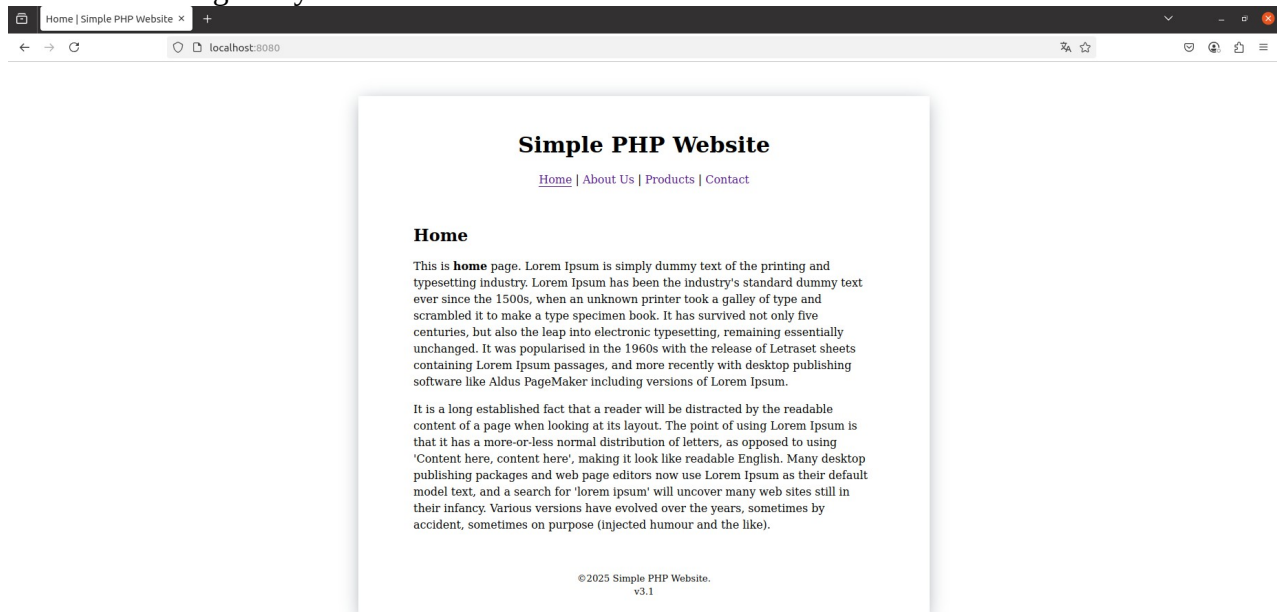 Home | Simple PHP Website
localhost:8080
Simple PHP Website
Home | About Us | Products | Contact
Home
This is home page. Lorem Ipsum is simply dummy text of the printing and
typesetting industry. Lorem Ipsum has been the industry's standard dummy text
ever since the 1500s, when an unknown printer took a galley of type and
scrambled it to make a type specimen book. It has survived not only five
centuries, but also the leap into electronic typesetting, remaining essentially
unchanged. It was popularised in the 1960s with the release of Letraset sheets
containing Lorem Ipsum passages, and more recently with desktop publishing
software like Aldus PageMaker including versions of Lorem Ipsum.
It is a long established fact that a reader will be distracted by the readable
content of a page when looking at its layout. The point of using Lorem Ipsum is
that it has a more-or-less normal distribution of letters, as opposed to using
'Content here, content here', making it look like readable English. Many desktop
publishing packages and web page editors now use Lorem Ipsum as their default
model text, and a search for 'lorem ipsum' will uncover many web sites still in
their infancy. Various versions have evolved over the years, sometimes by
accident, sometimes on purpose (injected humour and the like).
©2025 Simple PHP Website.
v3.1